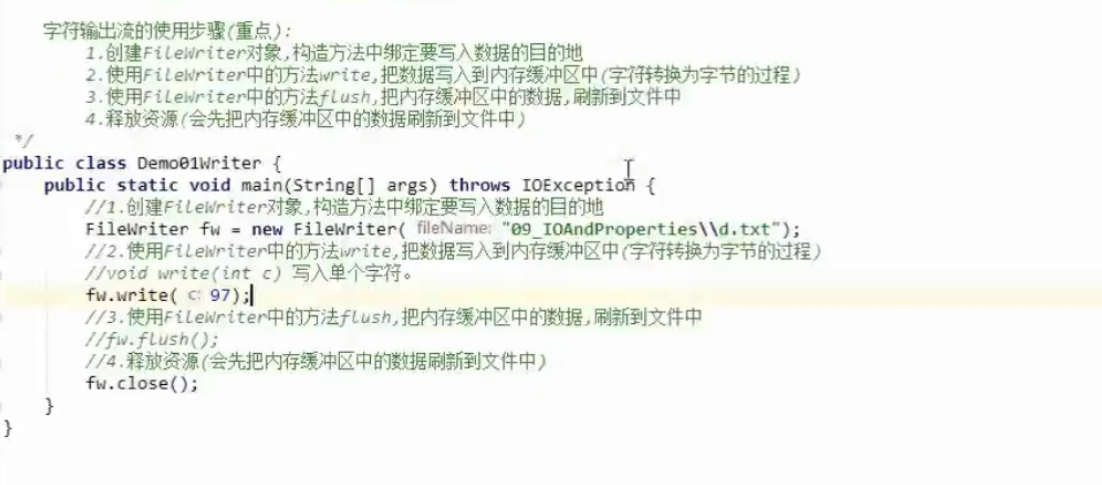 字符输出流的使用步骤(重点):
1.创建FileWriter对象,构造方法中绑定要写入数据的目的地
2.使用FileWriter中的方法write,把数据写入到内存缓冲区中(字符转换为字节的过程)
3.使用FileWriter中的方法flush,把内存缓冲区中的数据,刷新到文件中
4.释放资源(会先把内存缓冲区中的数据刷新到文件中)
*/
public class Demo01Writer {
public static void main(String[] args) throws IOException {
//1.创建FileWriter对象,构造方法中绑定要写入数据的目的地
FileWriter fw = new FileWriter( fileName: "09_IOAndProperties\\d.txt");
//2.使用FileWriter中的方法write,把数据写入到内存缓冲区中(字符转换为字节的过程)
//void write(int c) 写入单个字符。
fw.write( c: 97);
//3.使用FileWriter中的方法flush,把内存缓冲区中的数据,刷新到文件中
//fw.flush();
//4.释放资源(会先把内存缓冲区中的数据刷新到文件中)
fw.close();
}
}